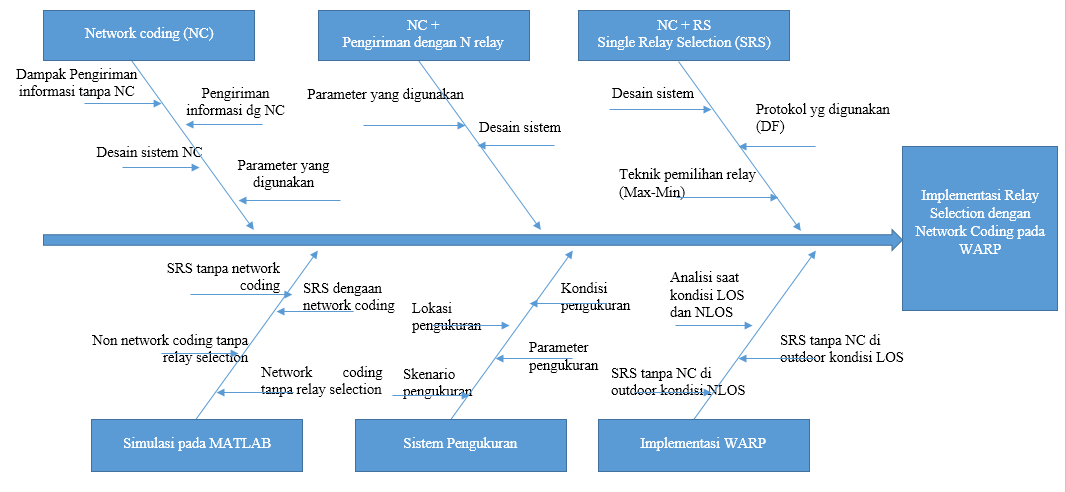 Network coding (NC)
NC +
Pengiriman dengan N relay
NC + RS
Single Relay Selection (SRS)
Dampak Pengiriman
informasi tanpa NC
Pengiriman
informasi dg NC
Desain sistem NC
Parameter yang
digunakan
Parameter yang digunakan
Desain sistem
Desain sistem
Protokol yg digunakan
(DF)
Teknik pemilihan relay
(Max-Min)
Implementasi Relay
Selection dengan
Network Coding pada
WARP
SRS tanpa network
coding
SRS dengaan
network coding
Non network coding tanpa
relay selection
Network coding
tanpa relay selection
Lokasi
pengukuran
Kondisi
pengukuran
Parameter
pengukuran
Skenario
pengukuran
Analisi saat
kondisi LOS
dan NLOS
SRS tanpa NC di
outdoor kondisi LOS
SRS tanpa NC di
outdoor kondisi NLOS
Simulasi pada MATLAB
Sistem Pengukuran
Implementasi WARP